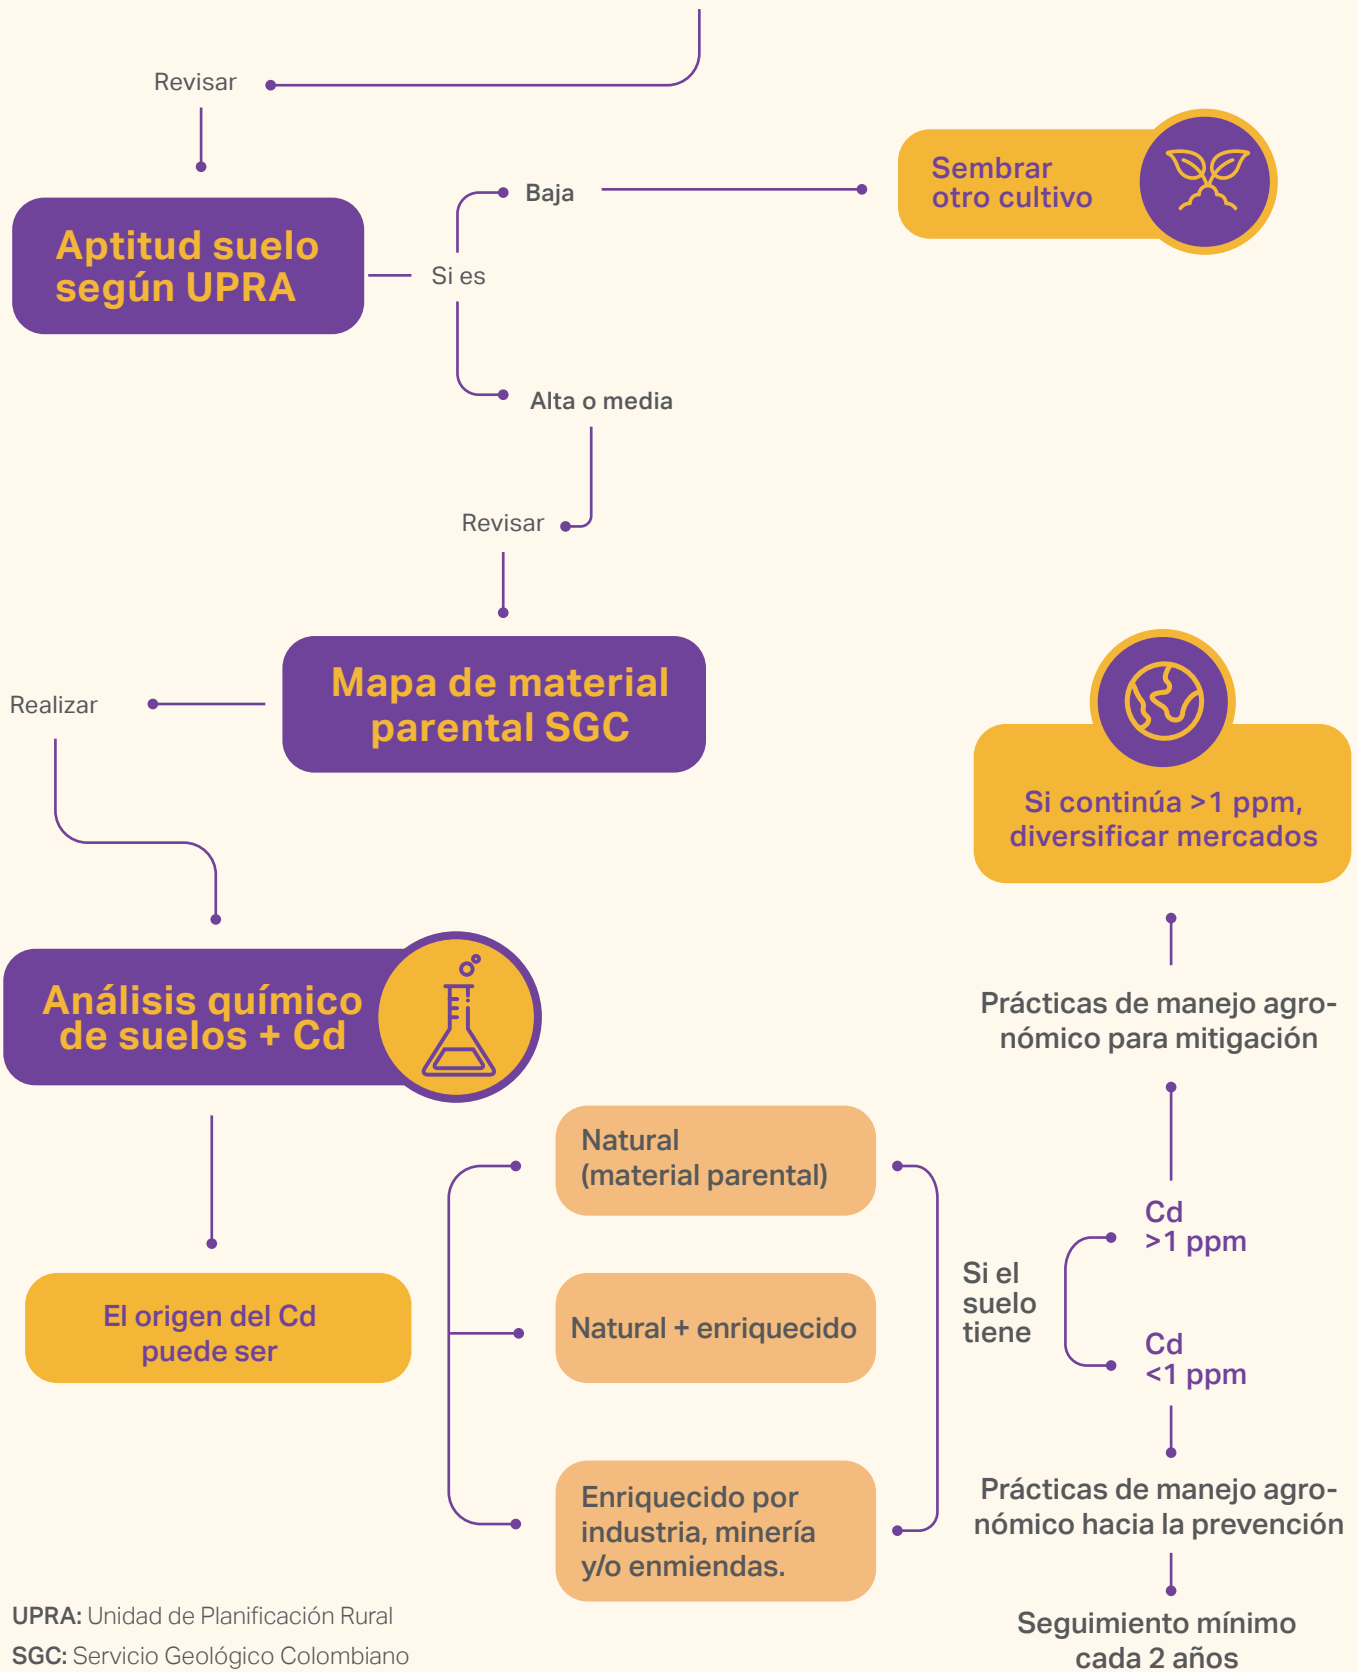 Revisar
Aptitud suelo
según UPRA
Si es
Baja
Sembrar
otro cultivo
Alta o media
Revisar
Mapa de material
parental SGC
Realizar
Análisis químico
de suelos + Cd
El origen del Cd
puede ser
Natural
(material parental)
Natural + enriquecido
Enriquecido por
industria, minería
y/o enmiendas.
Si el
suelo
tiene
Cd
>1 ppm
Prácticas de manejo agro-
nómico para mitigación
Si continúa >1 ppm,
diversificar mercados
Cd
<1 ppm
Prácticas de manejo agro-
nómico hacia la prevención
Seguimiento mínimo
cada 2 años
UPRA: Unidad de Planificación Rural
SGC: Servicio Geológico Colombiano